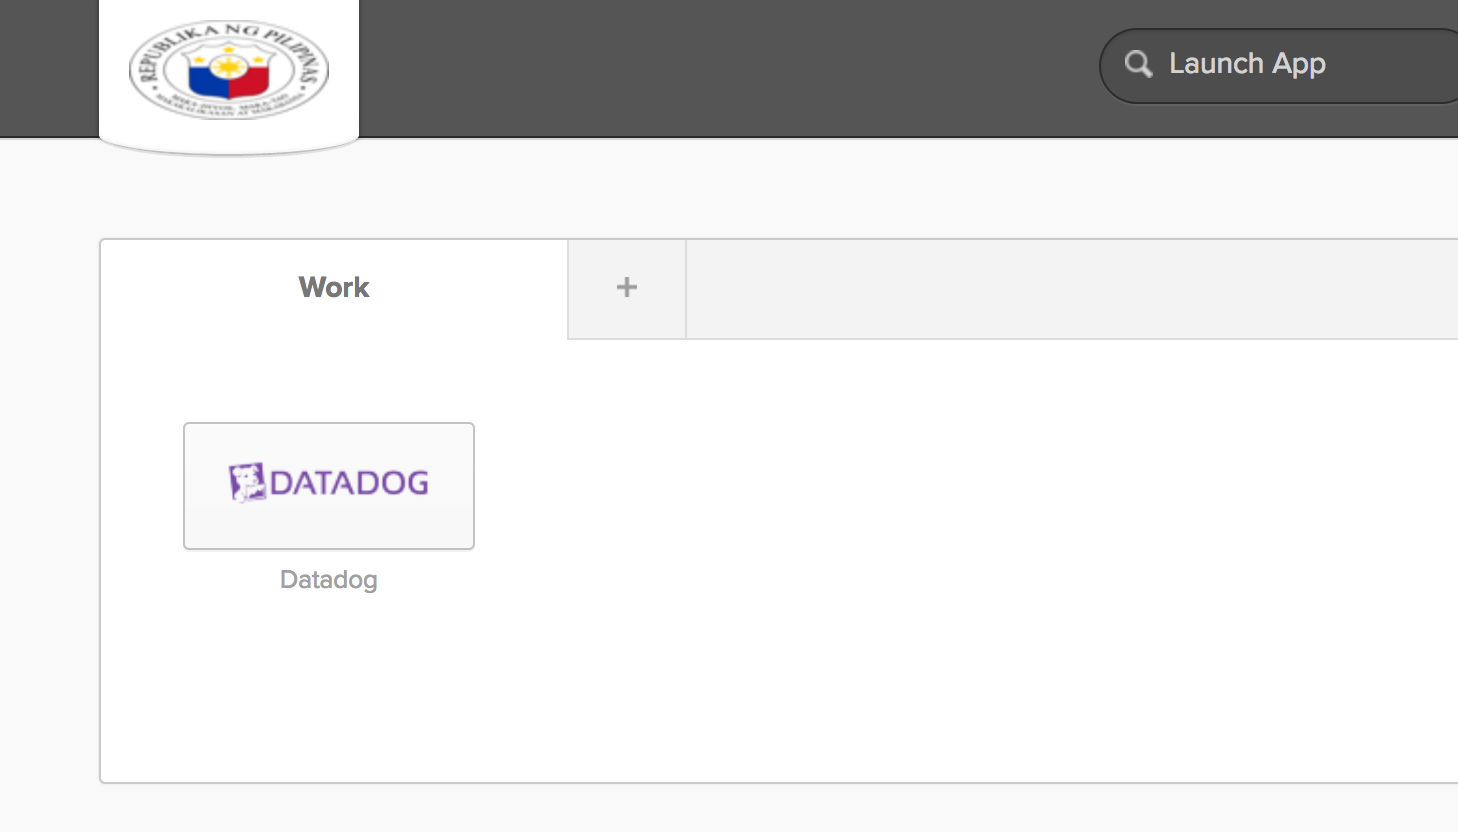 REPUBLIKA NG PILIPINAS
Launch App
Work
+
DATADOG
Datadog